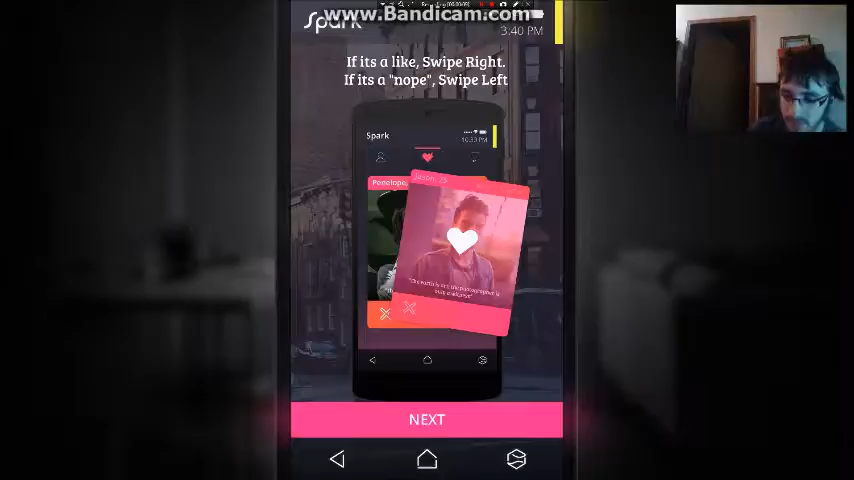 www.Bandicam.com
Spark
3:40 PM
If its a like, Swipe Right.
If its a "nope", Swipe Left
Spark
10:30 PM
Penelope,
Jason, 25
NEXT